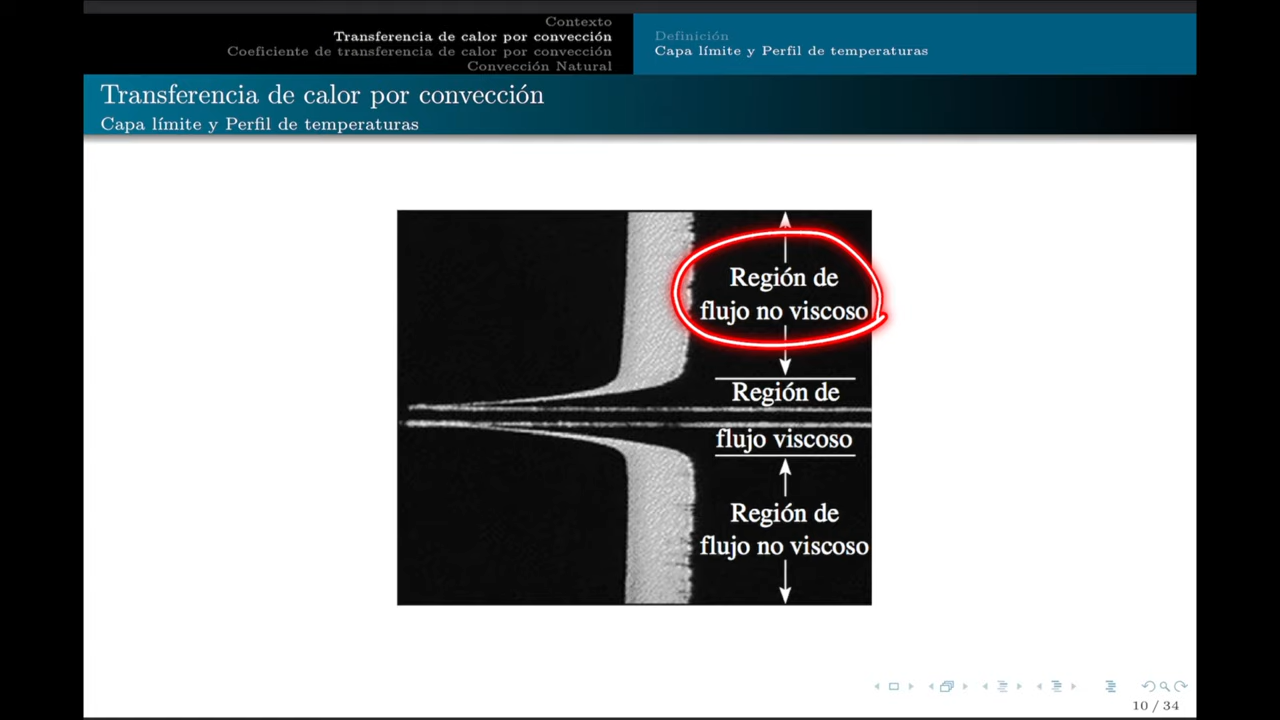 Contexto
Transferencia de calor por convección
Coeficiente de transferencia de calor por convección
Convección Natural
Definición
Capa límite y Perfil de temperaturas
Transferencia de calor por convección
Capa límite y Perfil de temperaturas
Región de
flujo no viscoso
Región de
flujo viscoso
Región de
flujo no viscoso
10 / 34